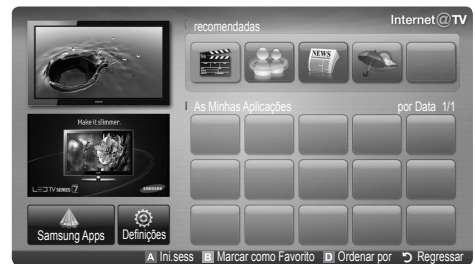 Internet@TV
recomendadas
NEWS
As Minhas Aplicações por Data 1/1
Make it slimmer.
LED TV SERIES 7
SAMSUNG
Samsung Apps
Definições
A Ini.sess B Marcar como Favorito D Ordenar por Regressar